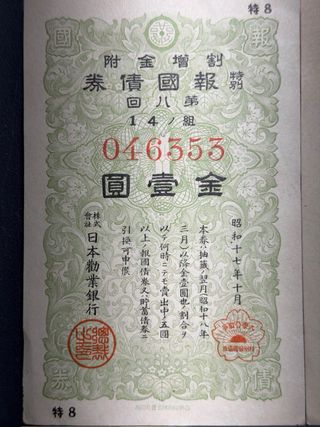 特8
國
報
割増金附
特別
報國債券
第八回
組ノ14
046353
金壹圓
昭和十七年十月
本券ハ抽籤ノ翌月(昭和十八年
三月)以降金壹圓也ノ割合ヲ
以テ何時ニテモ賣出中ノ五圓
以上ノ報國債券又ハ貯蓄債券ニ
引換可申候
株式會社
日本勸業銀行
券
債
特8